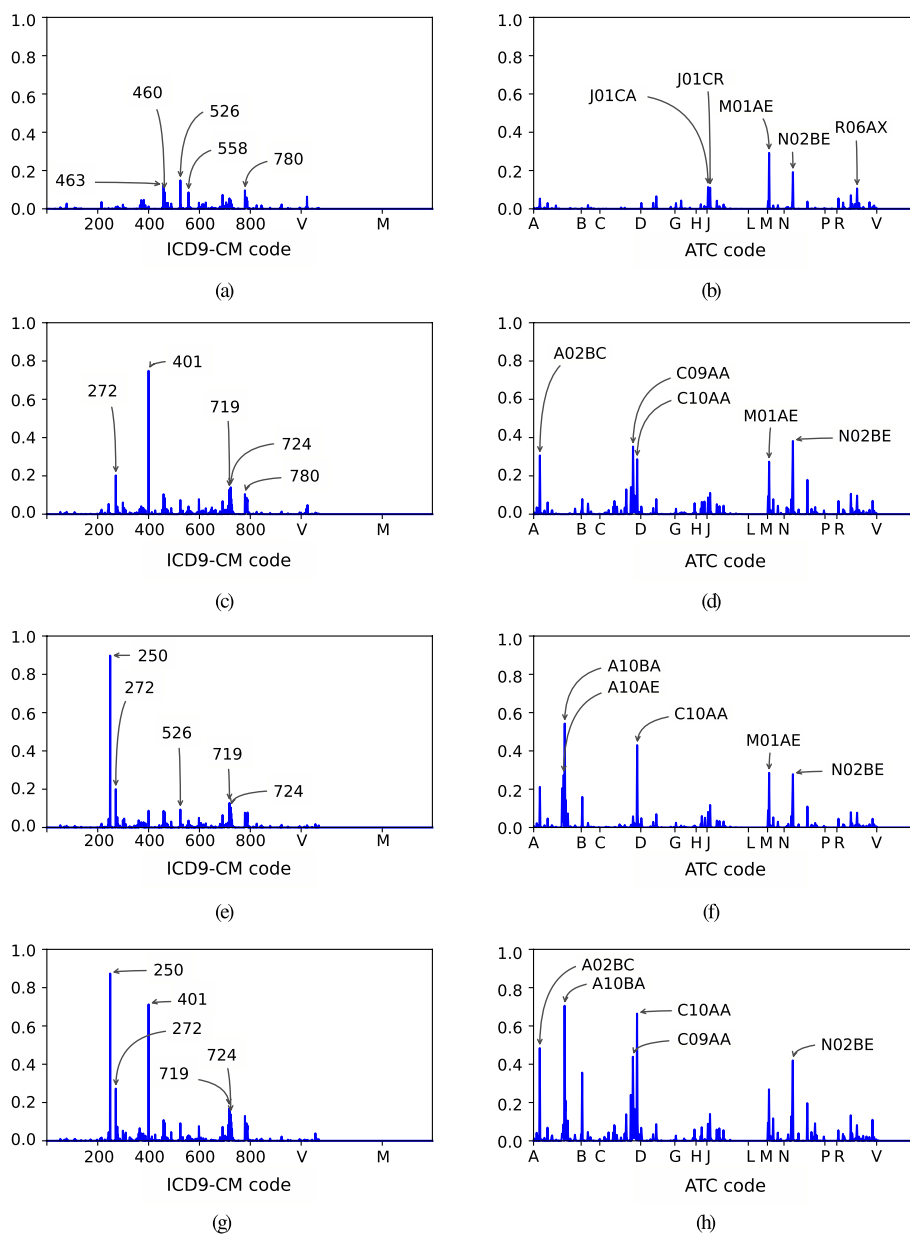 1.0
0.8
0.6
0.4
0.2
0.0
460
526
558
780
463
200 400 600 800 V M
ICD9-CM code
(a)
1.0
0.8
0.6
0.4
0.2
0.0
J01CR
J01CA
M01AE
N02BE
R06AX
A B C D G H J L M N P R V
ATC code
(b)
1.0
0.8
0.6
0.4
0.2
0.0
401
272
719
724
780
200 400 600 800 V M
ICD9-CM code
(c)
1.0
0.8
0.6
0.4
0.2
0.0
A02BC
C09AA
C10AA
M01AE
N02BE
A B C D G H J L M N P R V
ATC code
(d)
1.0
0.8
0.6
0.4
0.2
0.0
250
272
526
719
724
200 400 600 800 V M
ICD9-CM code
(e)
1.0
0.8
0.6
0.4
0.2
0.0
A10BA
A10AE
C10AA
M01AE
N02BE
A B C D G H J L M N P R V
ATC code
(f)
1.0
0.8
0.6
0.4
0.2
0.0
250
401
272
724
719
200 400 600 800 V M
ICD9-CM code
(g)
1.0
0.8
0.6
0.4
0.2
0.0
A02BC
A10BA
C10AA
C09AA
N02BE
A B C D G H J L M N P R V
ATC code
(h)